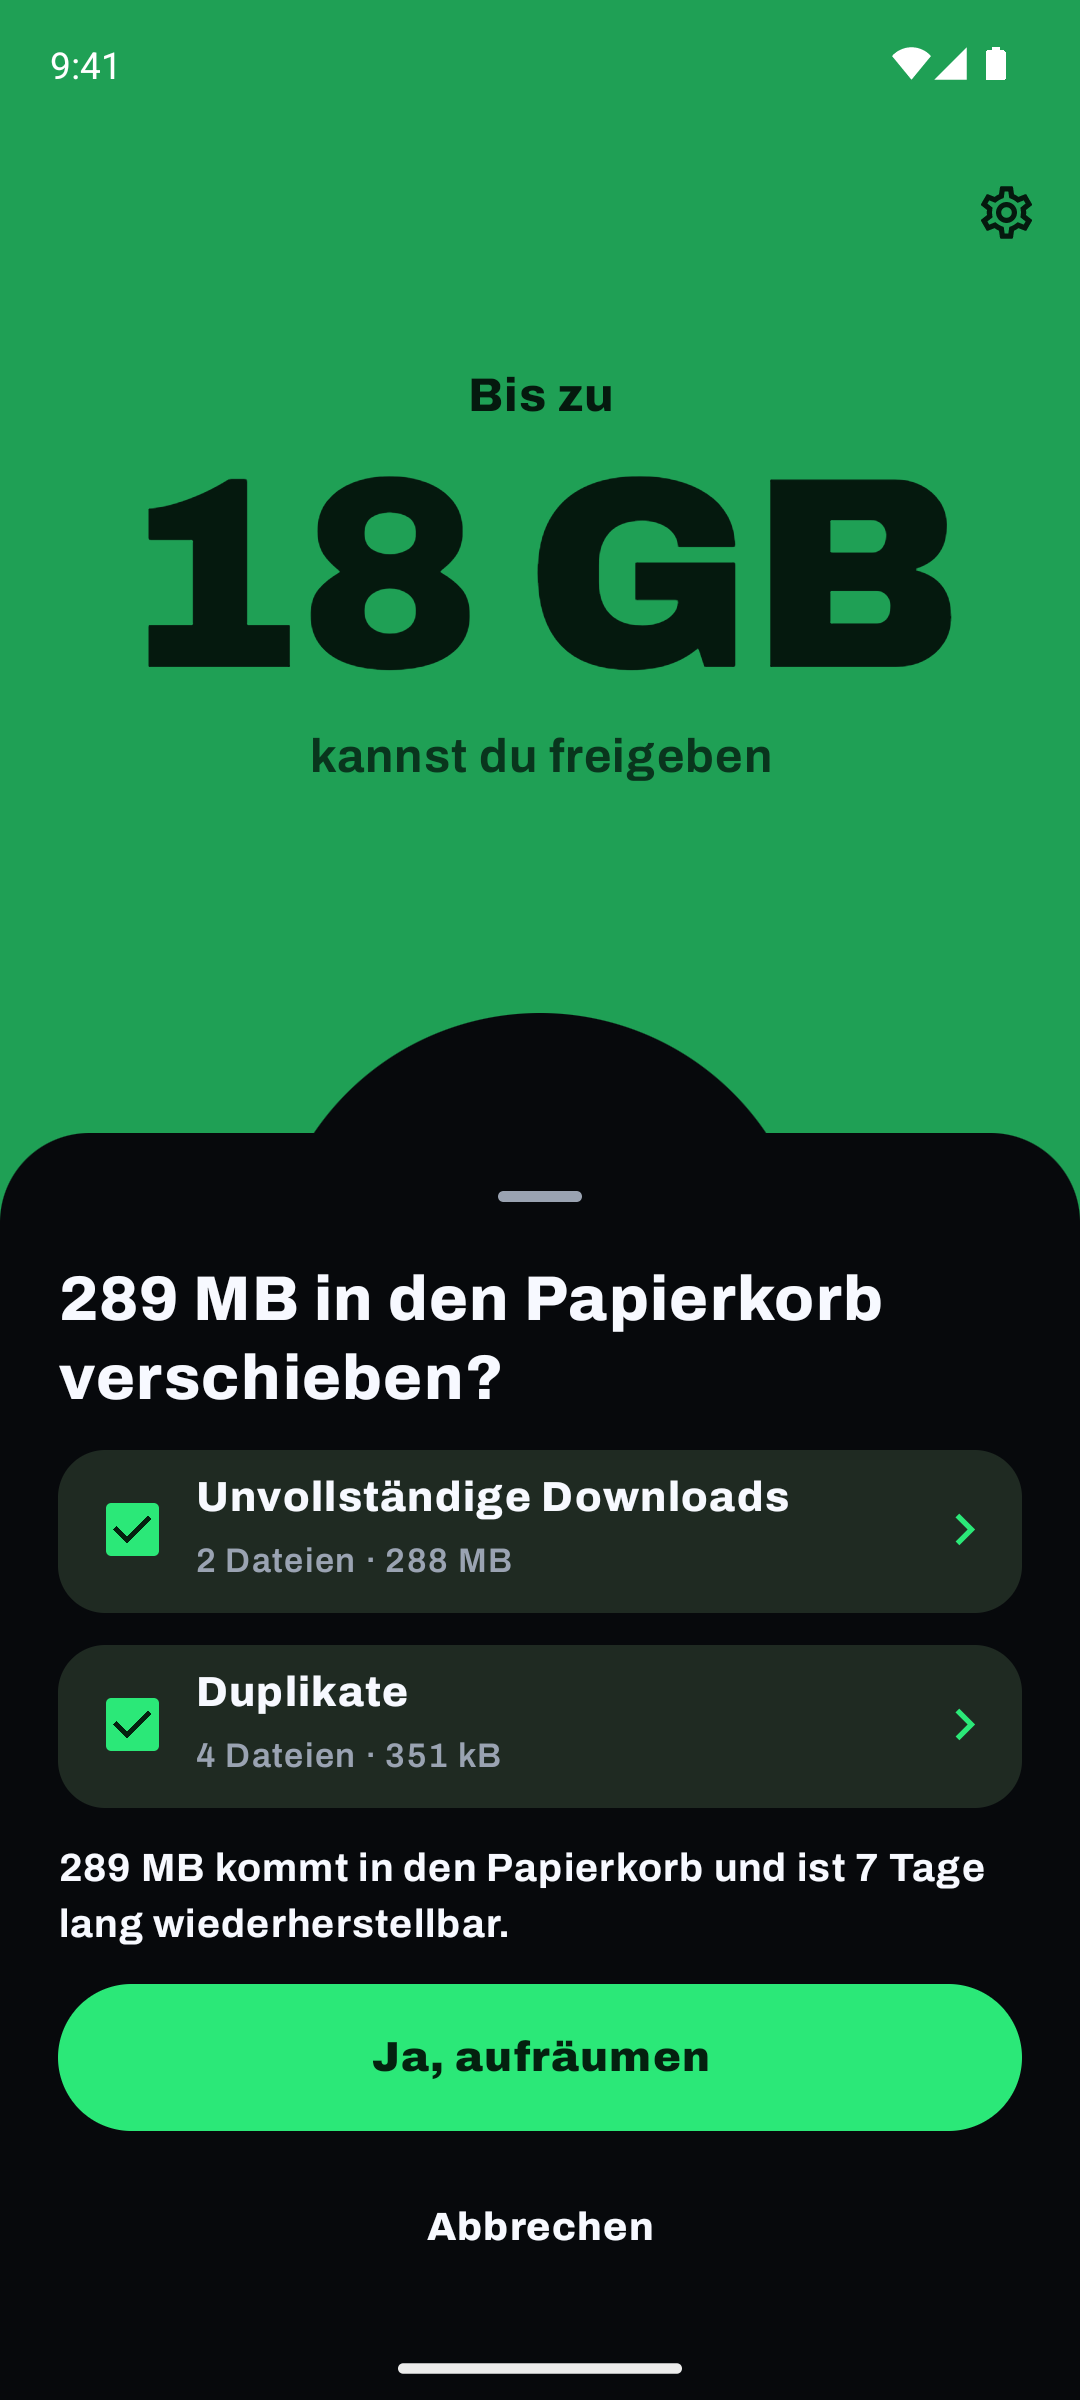 9:41
Bis zu
18 GB
kannst du freigeben
289 MB in den Papierkorb
verschieben?
Unvollständige Downloads
2 Dateien · 288 MB
Duplikate
4 Dateien · 351 kB
289 MB kommt in den Papierkorb und ist 7 Tage
lang wiederherstellbar.
Ja, aufräumen
Abbrechen